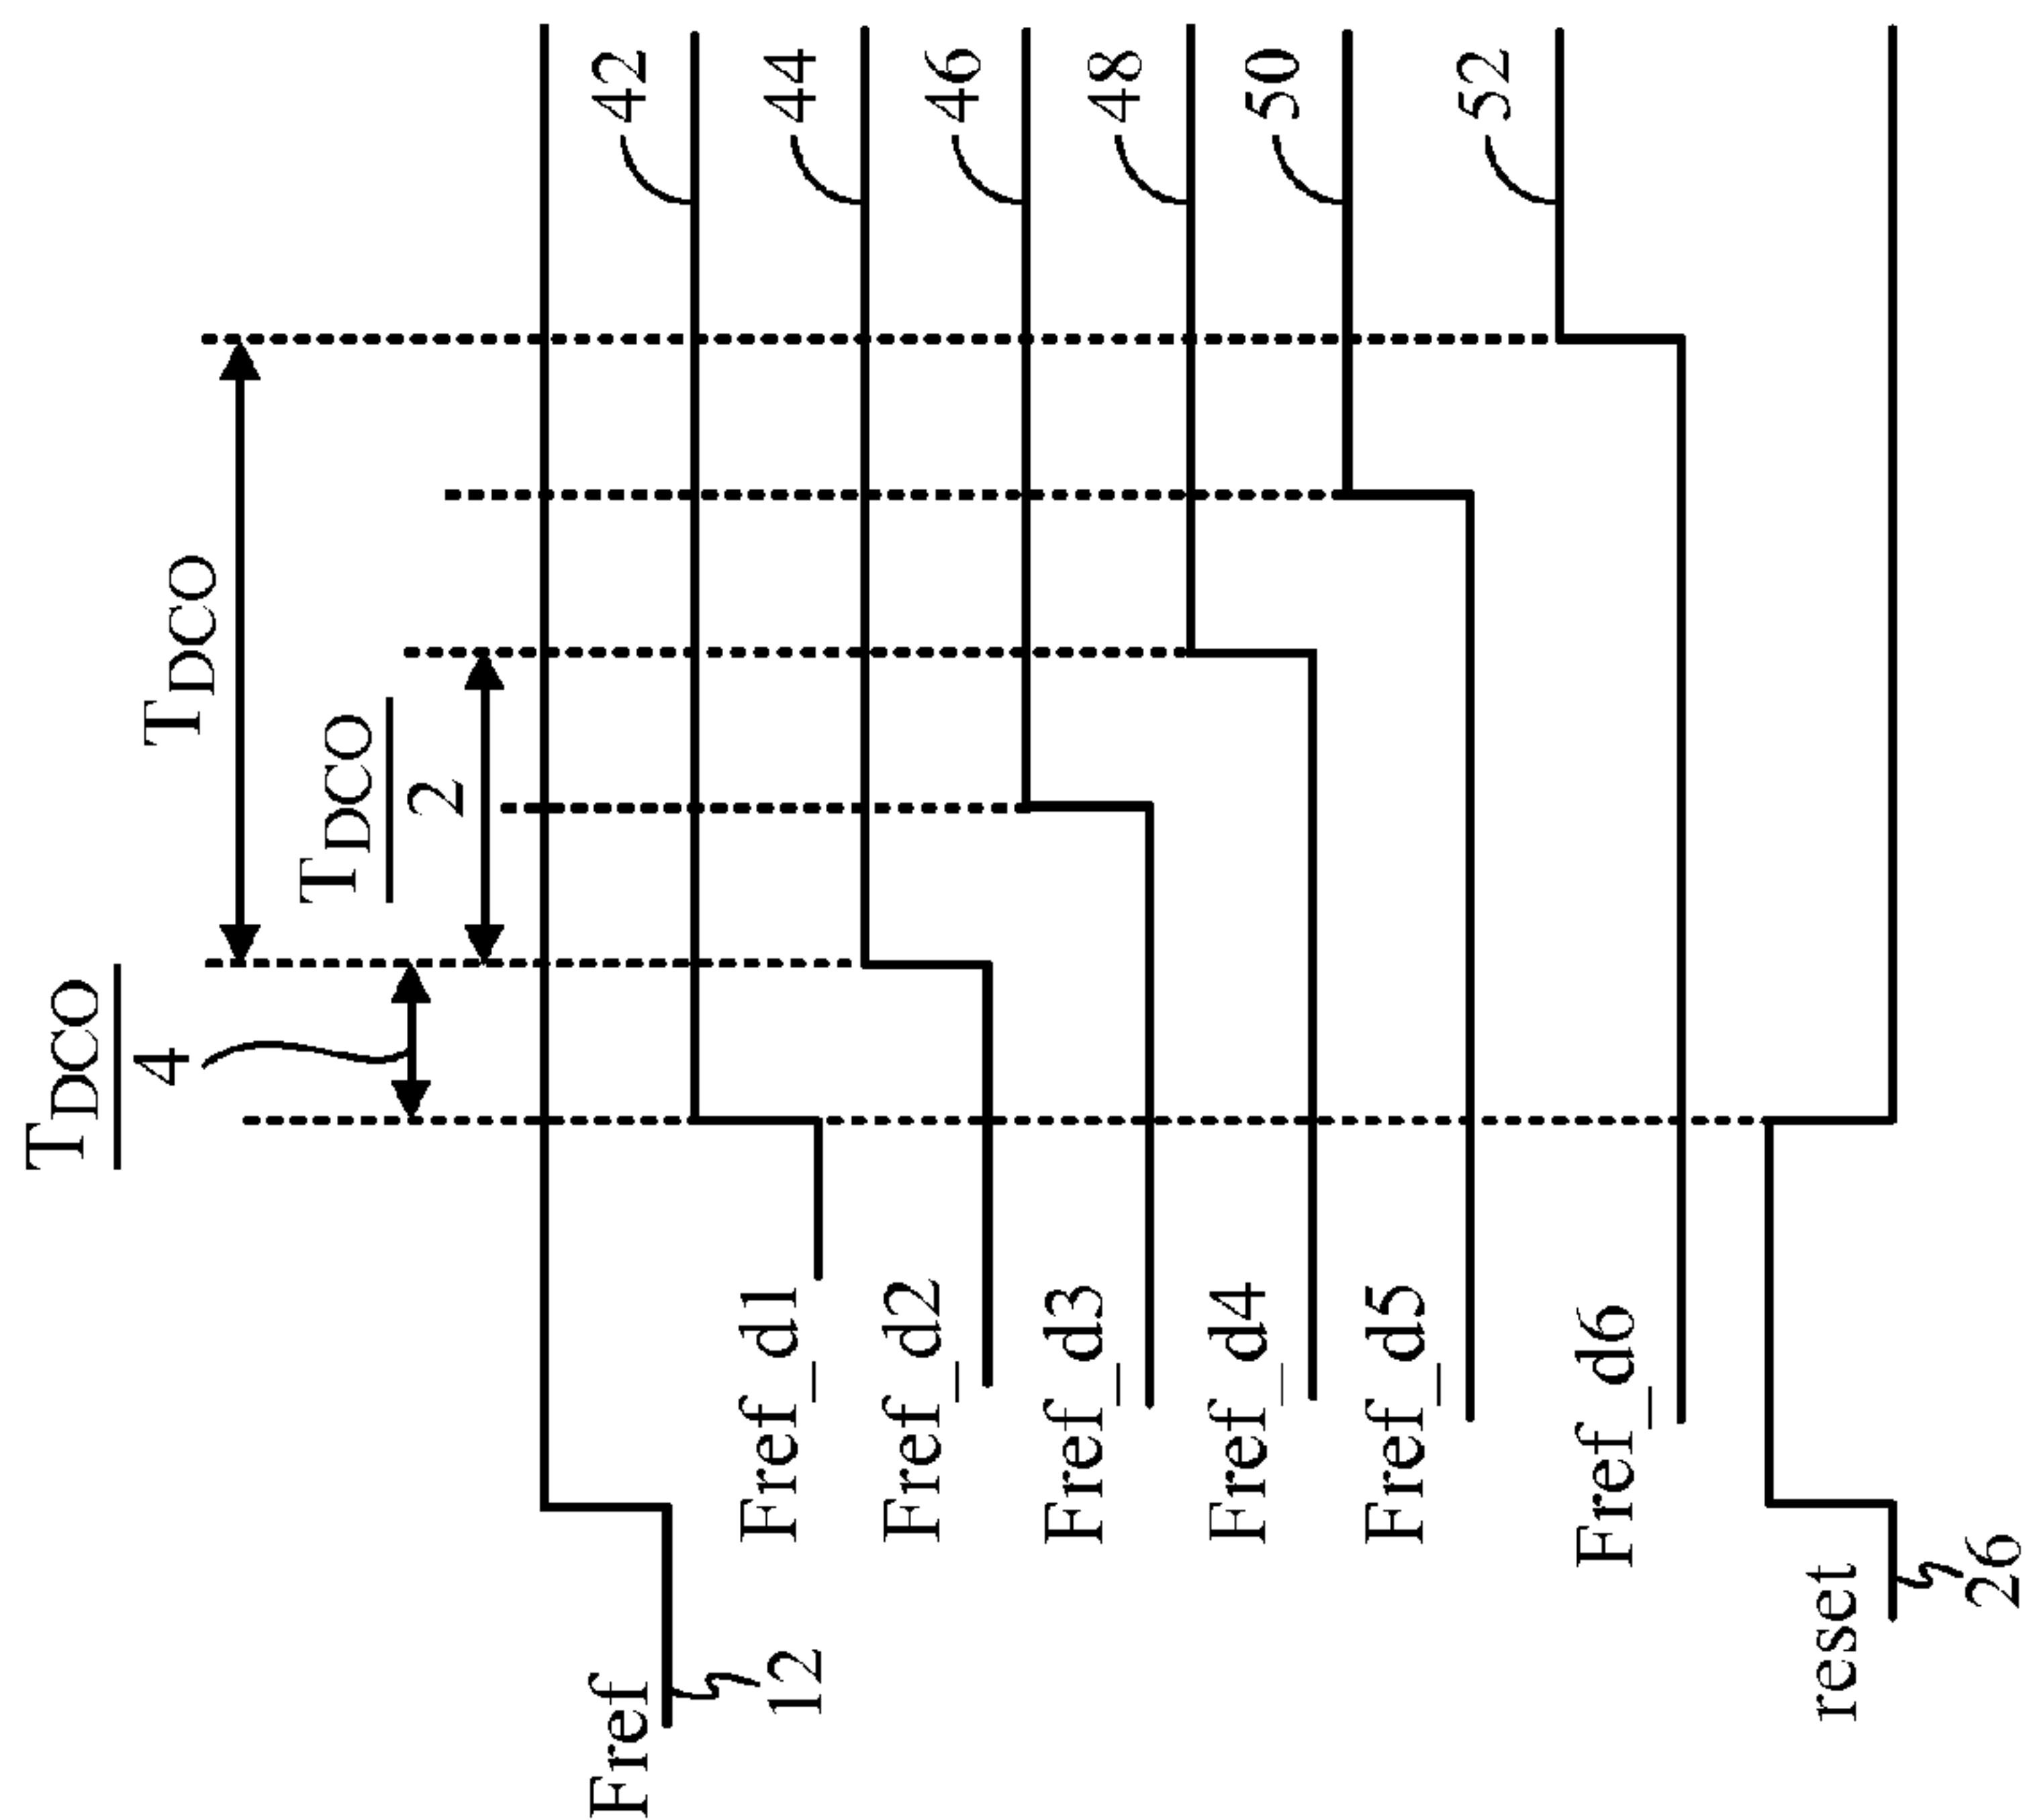 T_DCO
4
T_DCO
T_DCO
2
Fref
12
42
Fref_d1
44
Fref_d2
46
Fref_d3
48
Fref_d4
50
Fref_d5
52
Fref_d6
reset
26